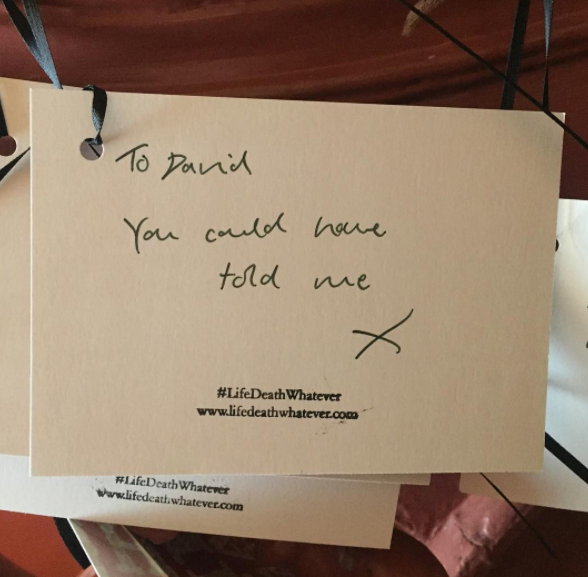 To David
You could have
told me
X
#LifeDeathWhatever
www.lifedeathwhatever.com
#LifeDeathWhatever
www.lifedeathwhatever.com